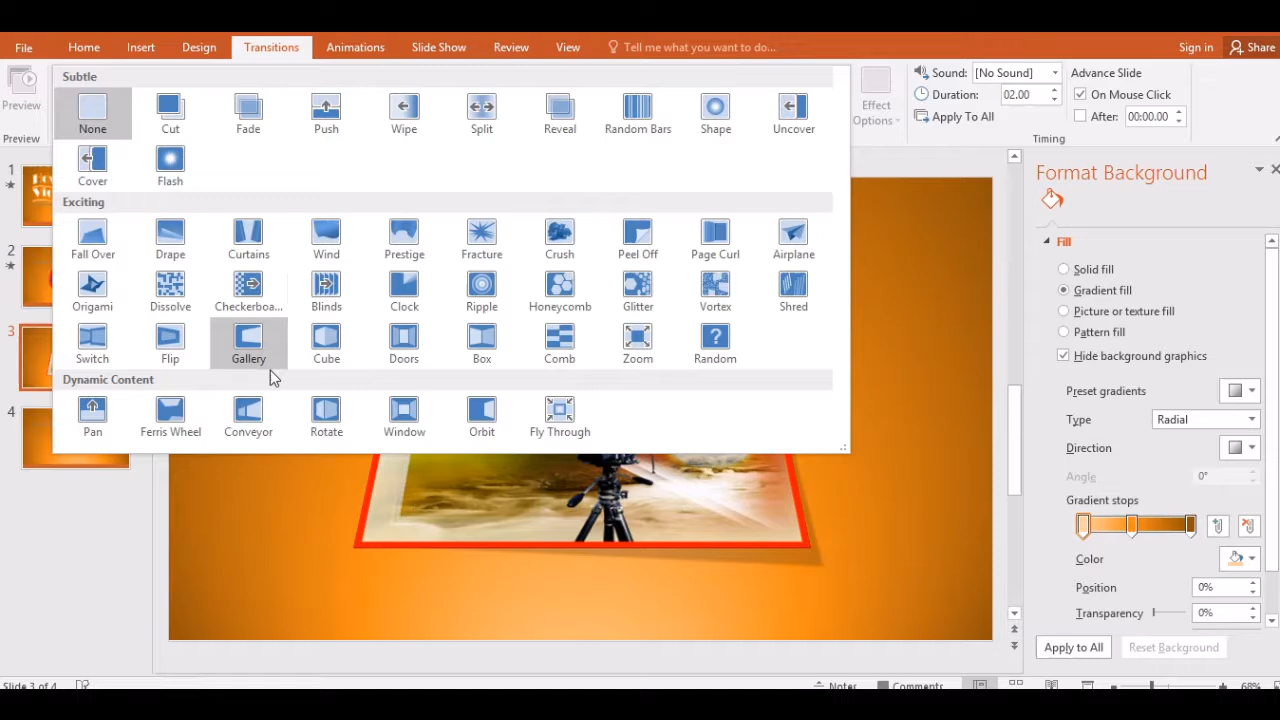 File Home Insert Design Transitions Animations Slide Show Review View Tell me what you want to do... Sign in Share
Preview
Preview
Subtle
None Cut Fade Push Wipe Split Reveal Random Bars Shape Uncover
Cover Flash
Exciting
Fall Over Drape Curtains Wind Prestige Fracture Crush Peel Off Page Curl Airplane
Origami Dissolve Checkerboa... Blinds Clock Ripple Honeycomb Glitter Vortex Shred
Switch Flip Gallery Cube Doors Box Comb Zoom Random
Dynamic Content
Pan Ferris Wheel Conveyor Rotate Window Orbit Fly Through
Effect
Options
Sound: [No Sound]
Duration: 02.00
Apply To All
Advance Slide
On Mouse Click
After: 00:00.00
Timing
1
2
3
4
Format Background
Fill
Solid fill
Gradient fill
Picture or texture fill
Pattern fill
Hide background graphics
Preset gradients
Type Radial
Direction
Angle 0°
Gradient stops
Color
Position 0%
Transparency 0%
Apply to All Reset Background
Slide 3 of 4 Notes Comments 68%